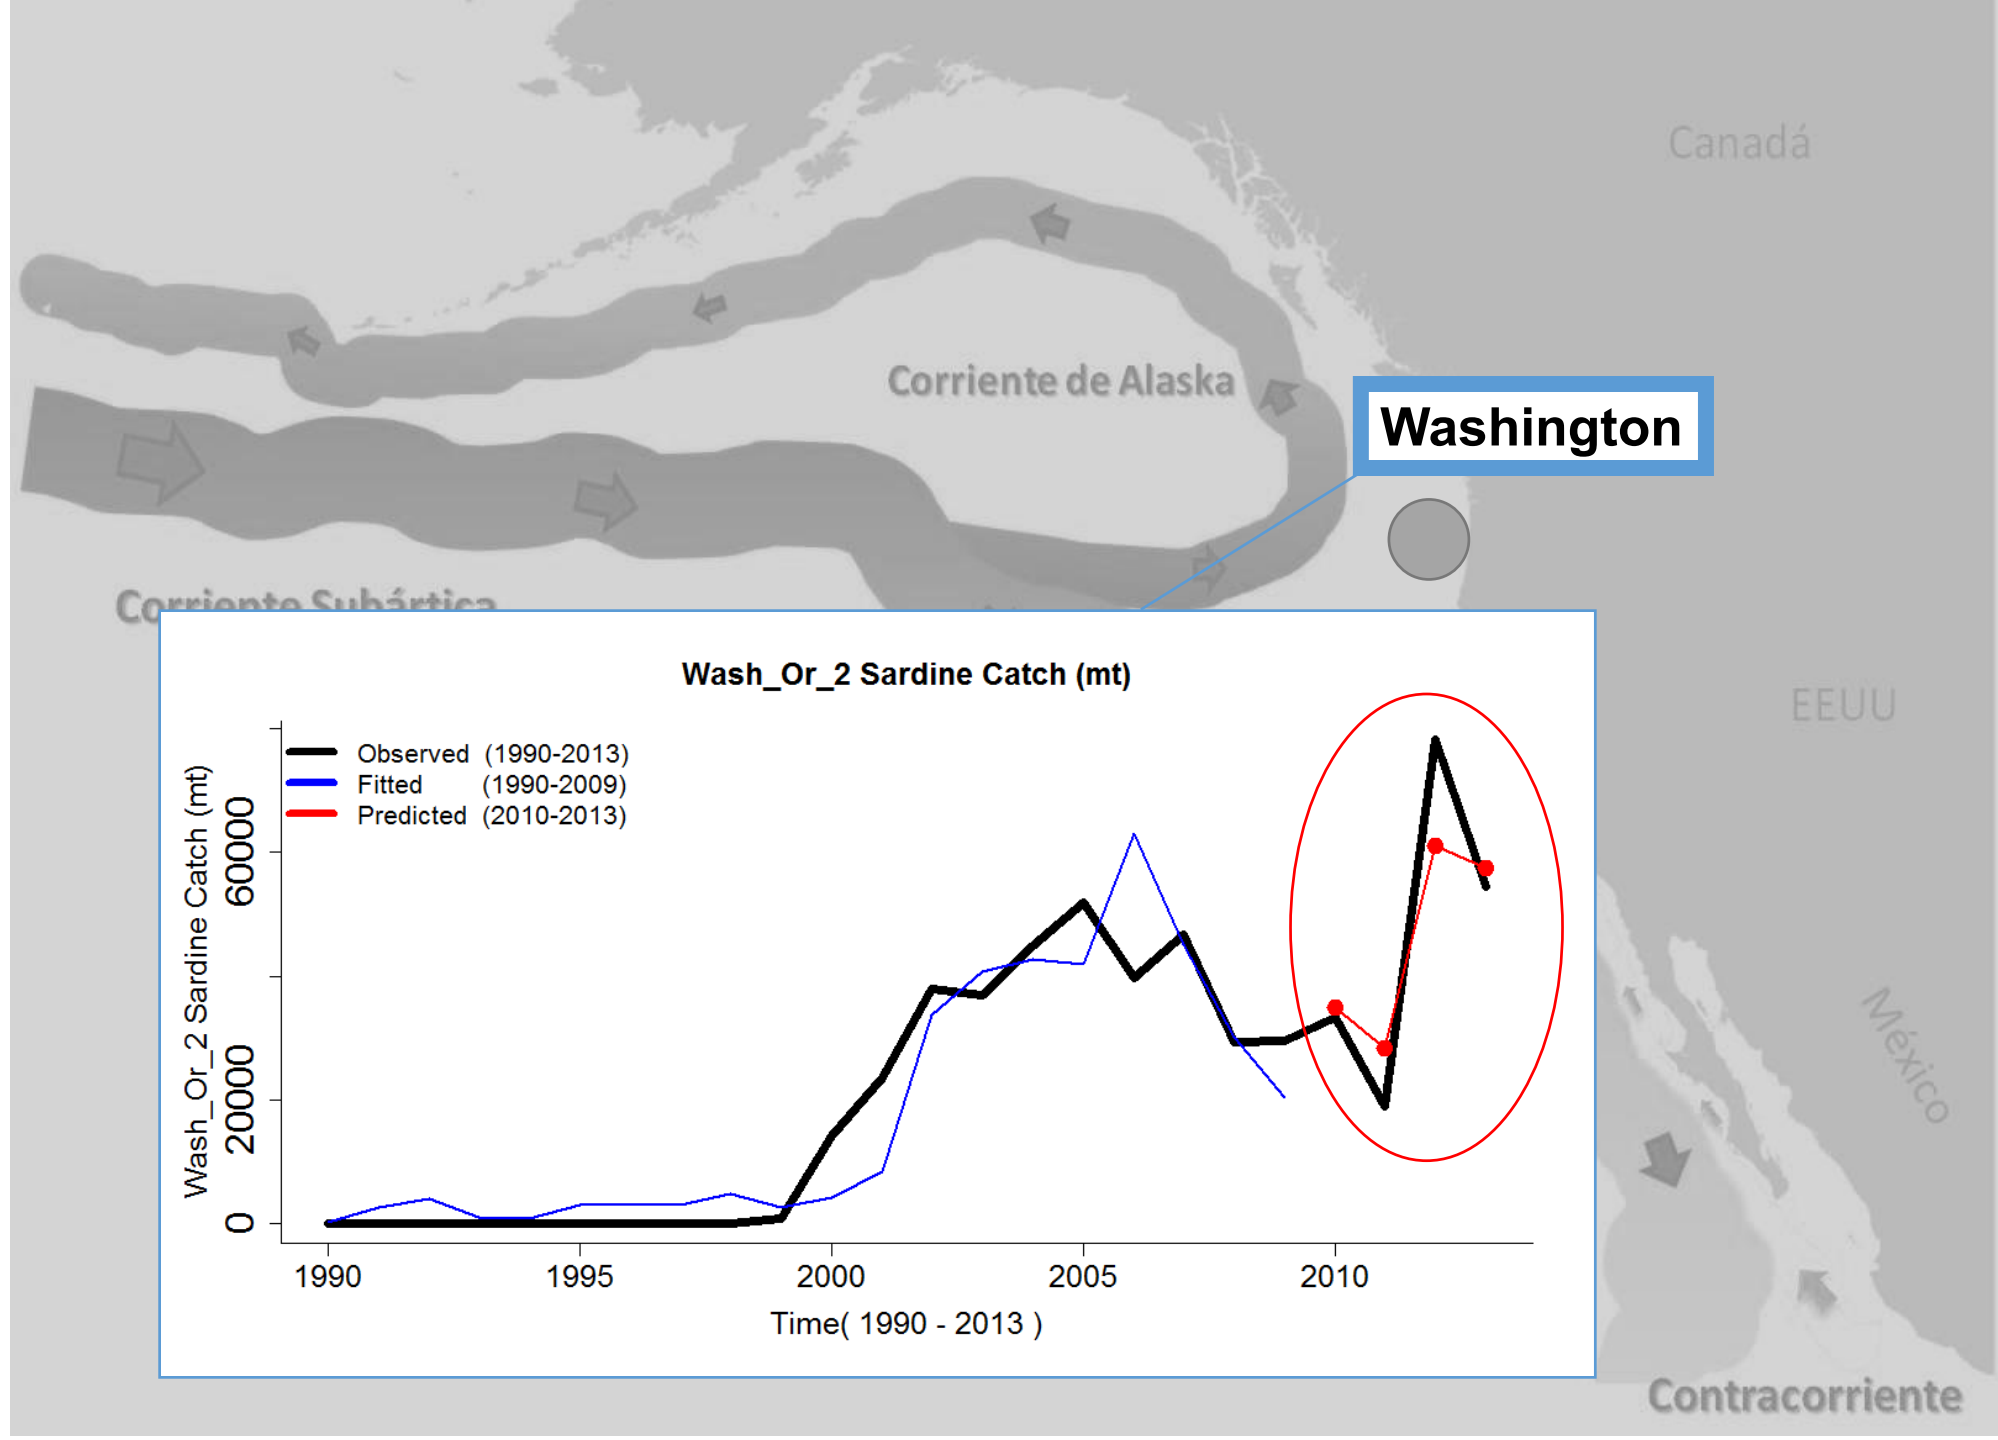 Canadá
Corriente de Alaska
Washington
Corriente Subártica
EEUU
México
Contracorriente
Wash_Or_2 Sardine Catch (mt)
Observed (1990-2013)
Fitted (1990-2009)
Predicted (2010-2013)
Wash_Or_2 Sardine Catch (mt)
60000
20000
0
1990 1995 2000 2005 2010
Time( 1990 - 2013 )